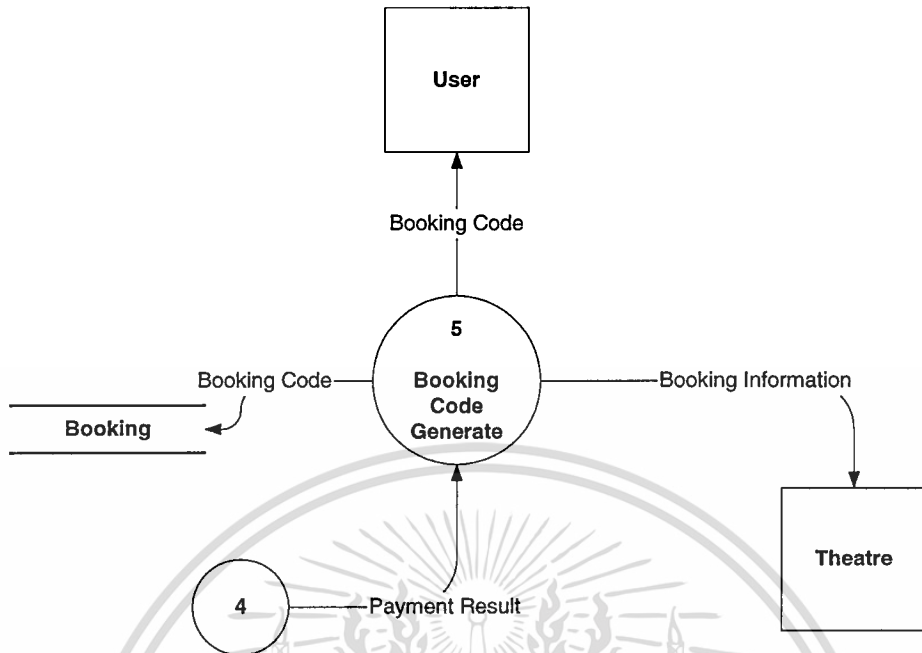 User
Booking Code
5
Booking
Code
Generate
Booking Code
Booking Information
Booking
Theatre
4
Payment Result